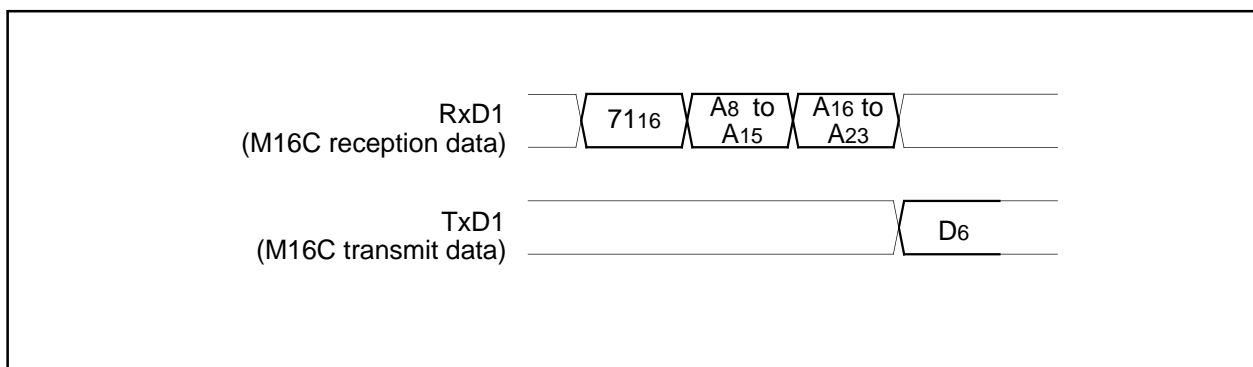 RxD1
(M16C reception data)
7116
A8 to
A15
A16 to
A23
TxD1
(M16C transmit data)
D6